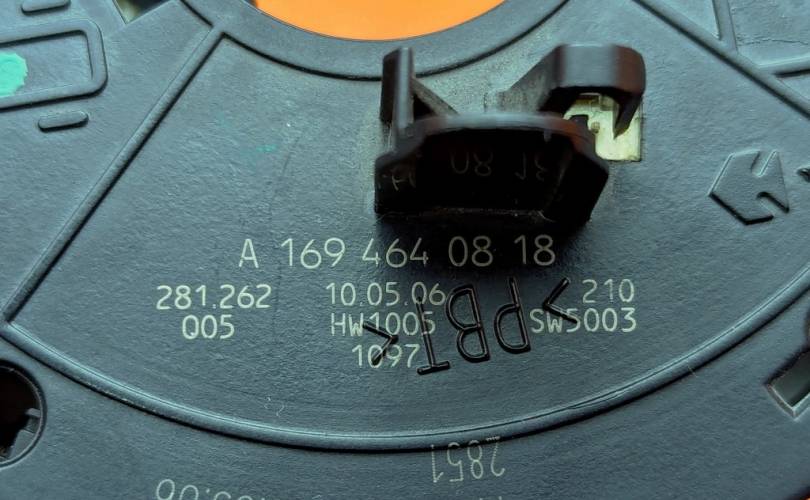 A 169 464 08 18
281.262 10.05.06 210
005 HW1005 SW5003
1097
>PBT<
2851